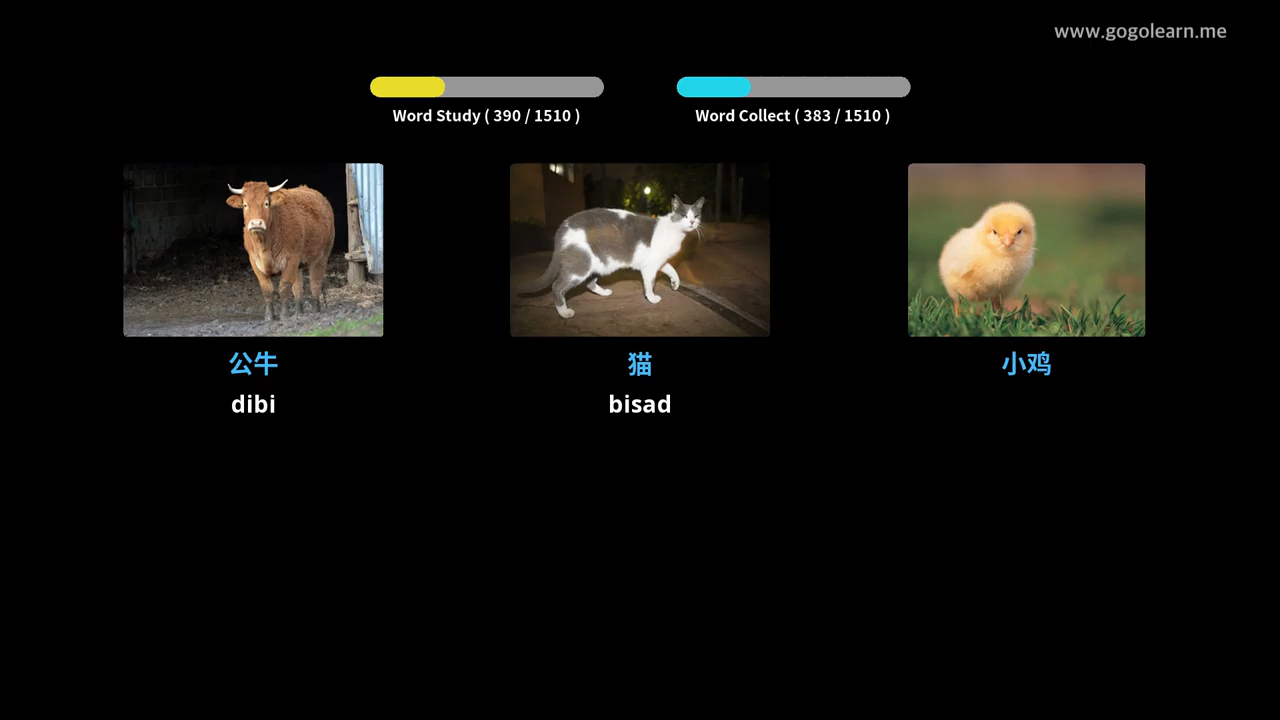 www.gogolearn.me
Word Study ( 390 / 1510 )
Word Collect ( 383 / 1510 )
公牛
猫
小鸡
dibi
bisad